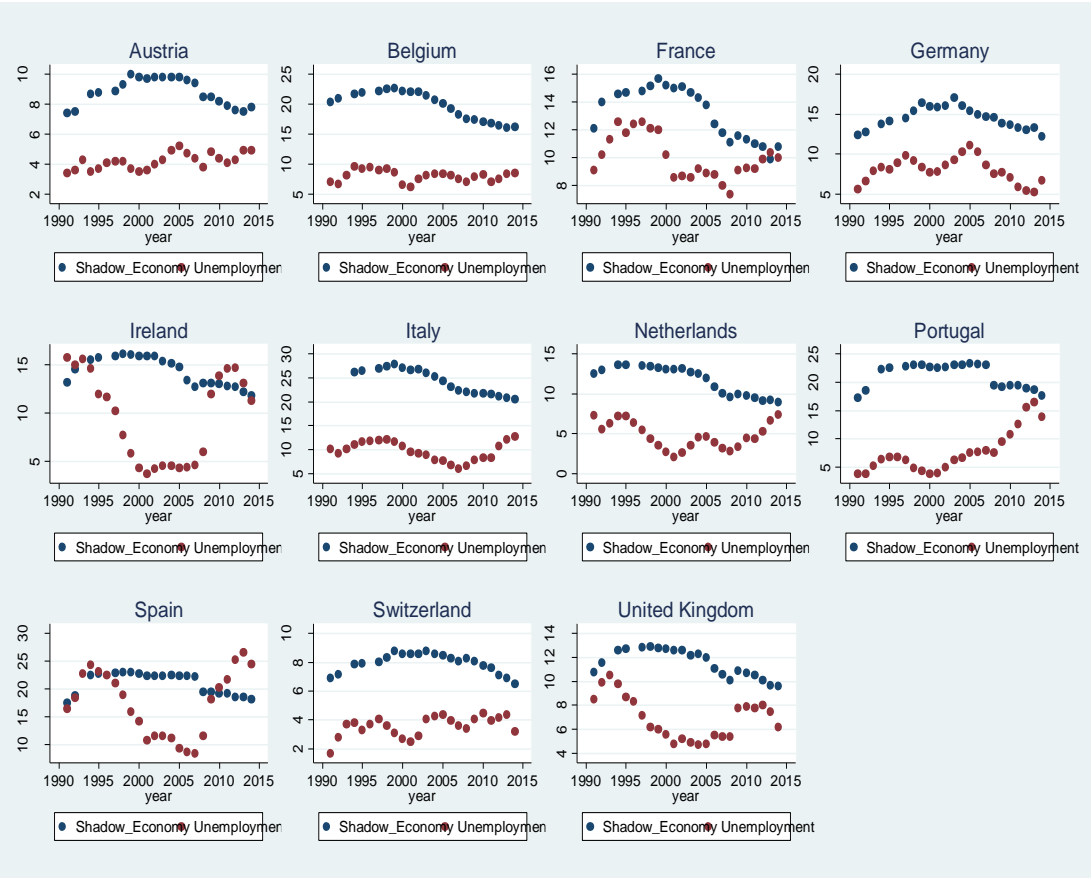 Austria
10
8
6
4
2
1990 1995 2000 2005 2010 2015
year
Shadow_Economy Unemploymen
Belgium
25
20
15
10
5
1990 1995 2000 2005 2010 2015
year
Shadow_Economy Unemploymen
France
16
14
12
10
8
1990 1995 2000 2005 2010 2015
year
Shadow_Economy Unemploymen
Germany
20
15
10
5
1990 1995 2000 2005 2010 2015
year
Shadow_Economy Unemployment
Ireland
15
10
5
1990 1995 2000 2005 2010 2015
year
Shadow_Economy Unemploymen
Italy
30
25
20
15
10
5
1990 1995 2000 2005 2010 2015
year
Shadow_Economy Unemploymen
Netherlands
15
10
5
0
1990 1995 2000 2005 2010 2015
year
Shadow_Economy Unemploymen
Portugal
25
20
15
10
5
1990 1995 2000 2005 2010 2015
year
Shadow_Economy Unemployment
Spain
30
25
20
15
10
1990 1995 2000 2005 2010 2015
year
Shadow_Economy Unemploymen
Switzerland
10
8
6
4
2
1990 1995 2000 2005 2010 2015
year
Shadow_Economy Unemploymen
United Kingdom
14
12
10
8
6
4
1990 1995 2000 2005 2010 2015
year
Shadow_Economy Unemployment